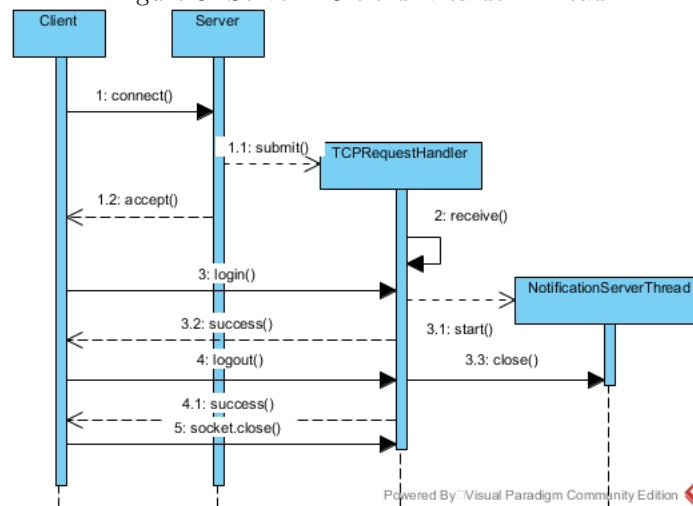 Client
Server
1: connect()
1.1: submit()
TCPRequestHandler
1.2: accept()
2: receive()
3: login()
NotificationServerThread
3.2: success()
3.1: start()
4: logout()
3.3: close()
4.1: success()
5: socket.close()
Powered By Visual Paradigm Community Edition